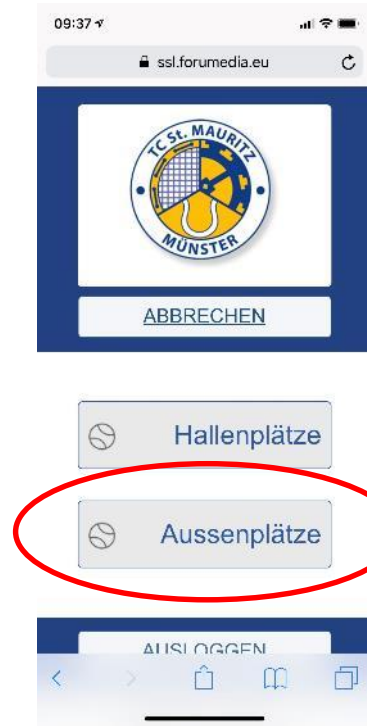 09:37
ssl.forumedia.eu
TC St. MAURITZ
MÜNSTER
ABBRECHEN
Hallenplätze
Aussenplätze
AUSLOGGEN